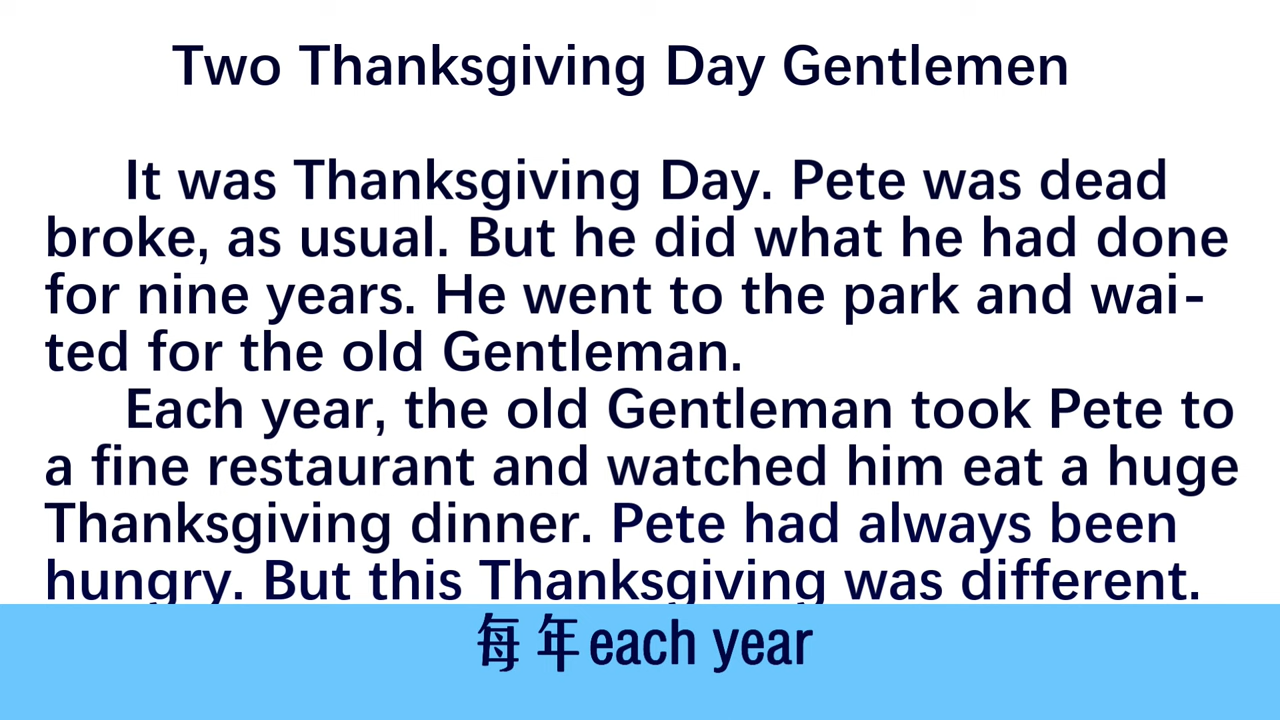 Two Thanksgiving Day Gentlemen
It was Thanksgiving Day. Pete was dead
broke, as usual. But he did what he had done
for nine years. He went to the park and wai-
ted for the old Gentleman.
Each year, the old Gentleman took Pete to
a fine restaurant and watched him eat a huge
Thanksgiving dinner. Pete had always been
hungry. But this Thanksgiving was different.
每年each year